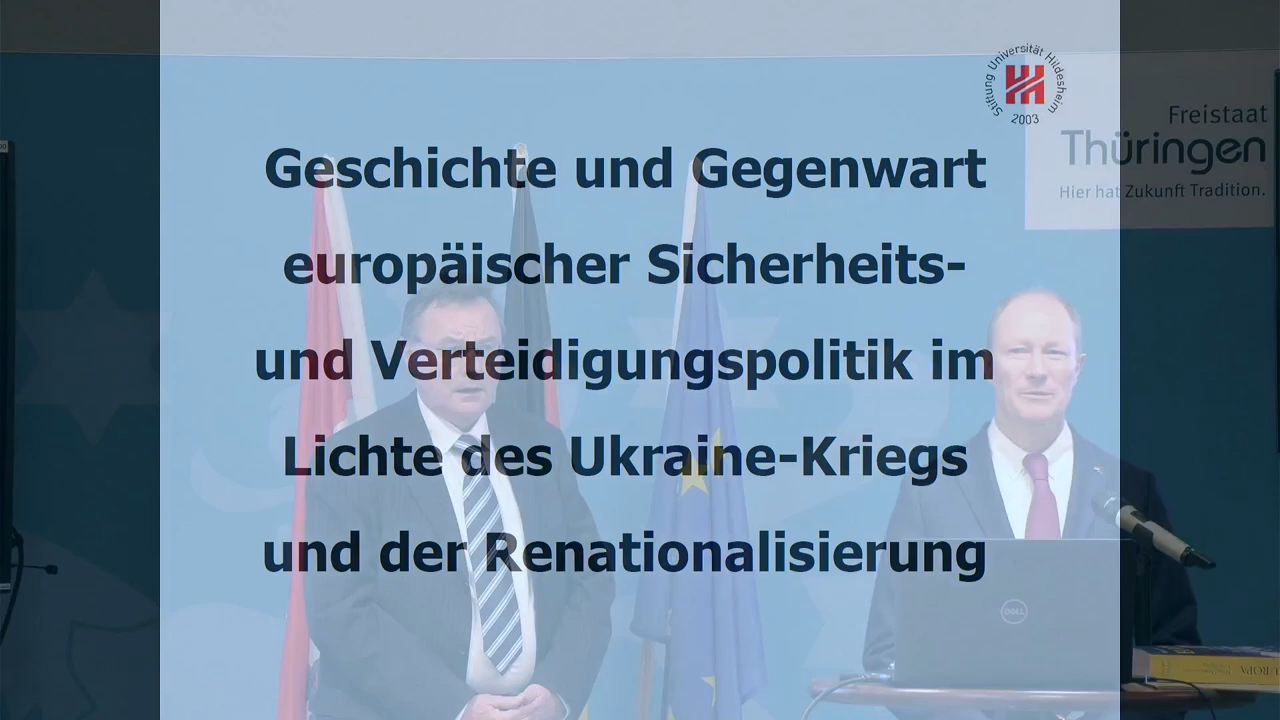 Stiftung Universität Hildesheim
2003
Freistaat
Thüringen
Hier hat Zukunft Tradition.
Geschichte und Gegenwart
europäischer Sicherheits-
und Verteidigungspolitik im
Lichte des Ukraine-Kriegs
und der Renationalisierung
DELL